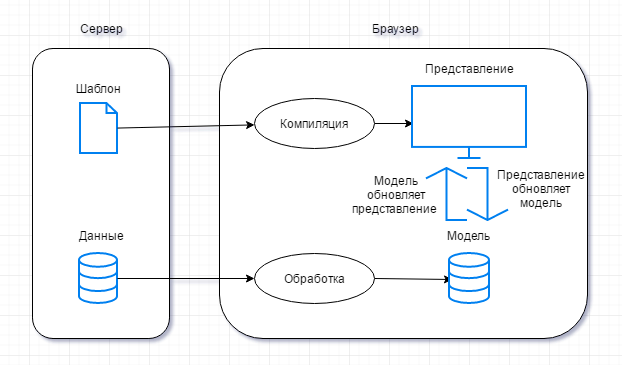 Сервер
Браузер
Шаблон
Компиляция
Представление
Модель
обновляет
представление
Представление
обновляет
модель
Данные
Обработка
Модель